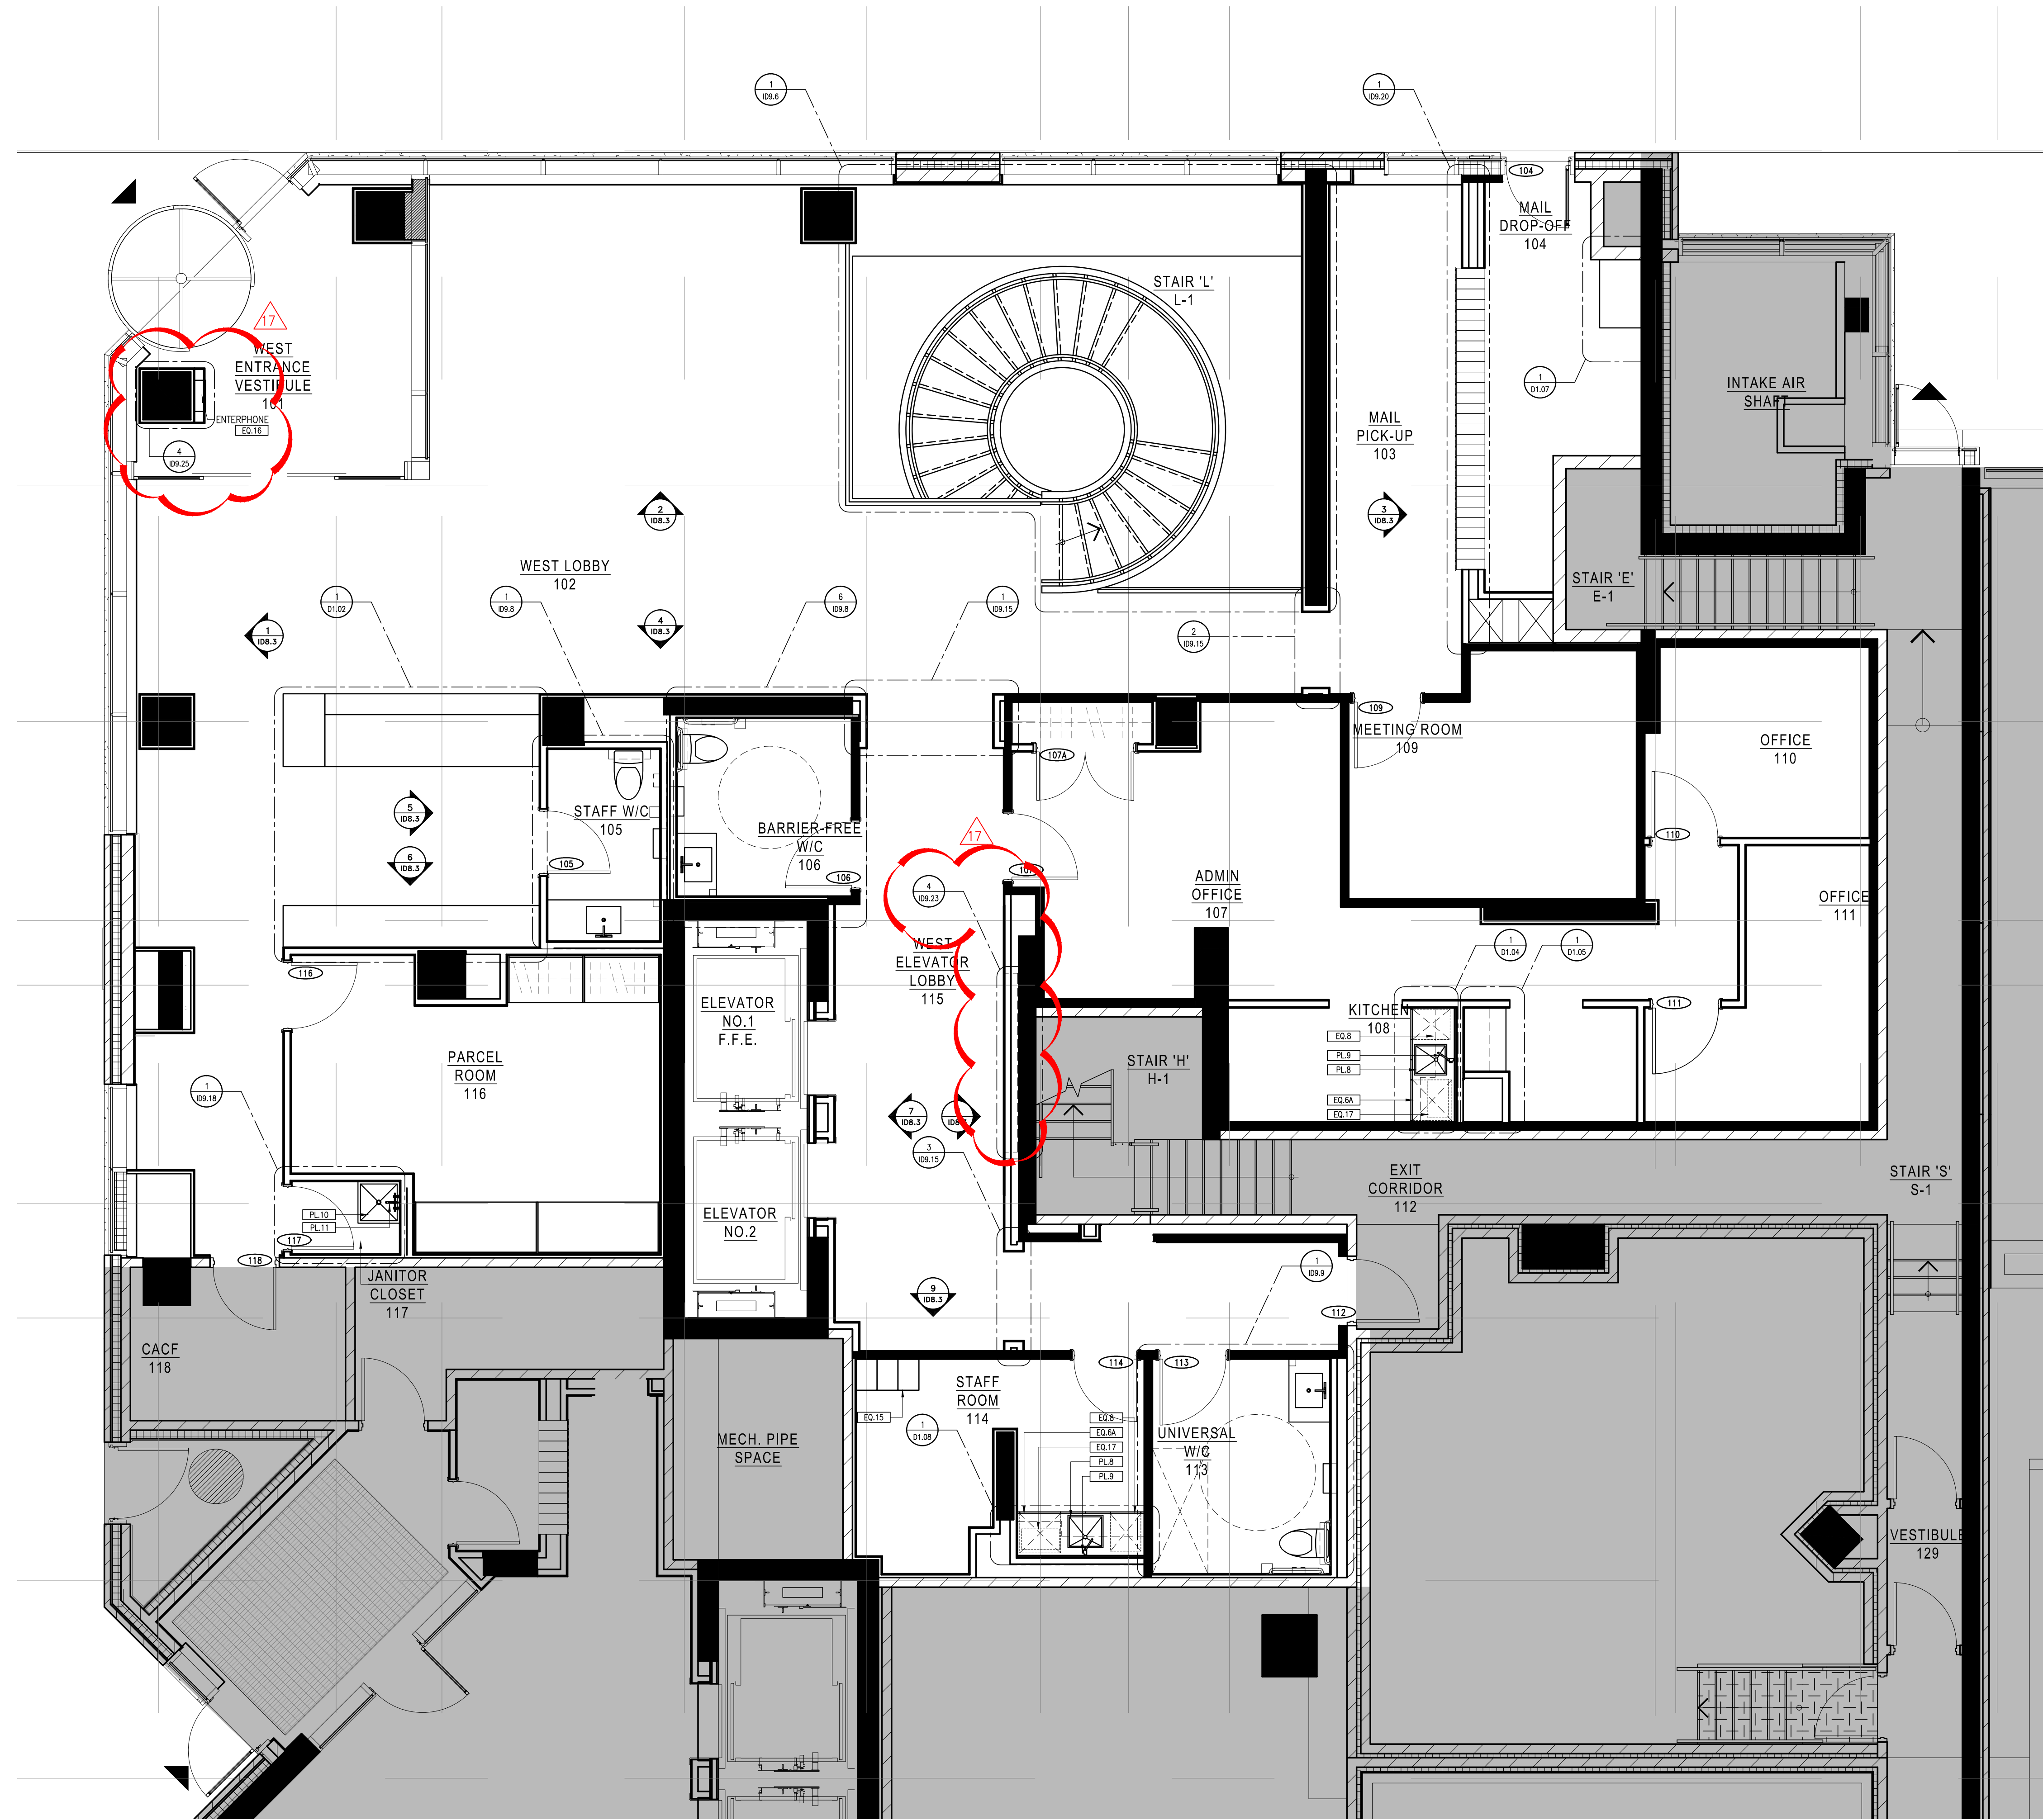 1
ID9.6
1
ID9.20
104
MAIL
DROP-OFF
104
STAIR 'L'
L-1
17
WEST
ENTRANCE
VESTIBULE
101
ENTERPHONE
EQ.16
4
ID9.25
1
D1.07
INTAKE AIR
SHAFT
MAIL
PICK-UP
103
2
ID8.3
3
ID8.3
WEST LOBBY
102
STAIR 'E'
E-1
1
D1.02
1
ID9.8
6
ID9.8
1
ID9.15
1
ID8.3
4
ID8.3
2
ID9.15
109
MEETING ROOM
109
107A
OFFICE
110
5
ID8.3
STAFF W/C
105
BARRIER-FREE
W/C
106
17
110
6
ID8.3
105
106
107
4
ID9.23
ADMIN
OFFICE
107
OFFICE
111
WEST
ELEVATOR
LOBBY
115
1
D1.04
1
D1.05
116
ELEVATOR
NO.1
F.F.E.
111
KITCHEN
108
EQ.8
PL.9
PL.8
EQ.6A
EQ.17
PARCEL
ROOM
116
STAIR 'H'
H-1
1
ID9.18
7
ID8.3
3
ID9.15
EXIT
CORRIDOR
112
STAIR 'S'
S-1
PL.10
PL.11
117
ELEVATOR
NO.2
118
JANITOR
CLOSET
117
1
ID9.9
9
ID8.3
112
CACF
118
114
113
STAFF
ROOM
114
EQ.15
1
D1.08
EQ.8
EQ.6A
EQ.17
PL.8
PL.9
UNIVERSAL
W/C
113
MECH. PIPE
SPACE
VESTIBULE
129